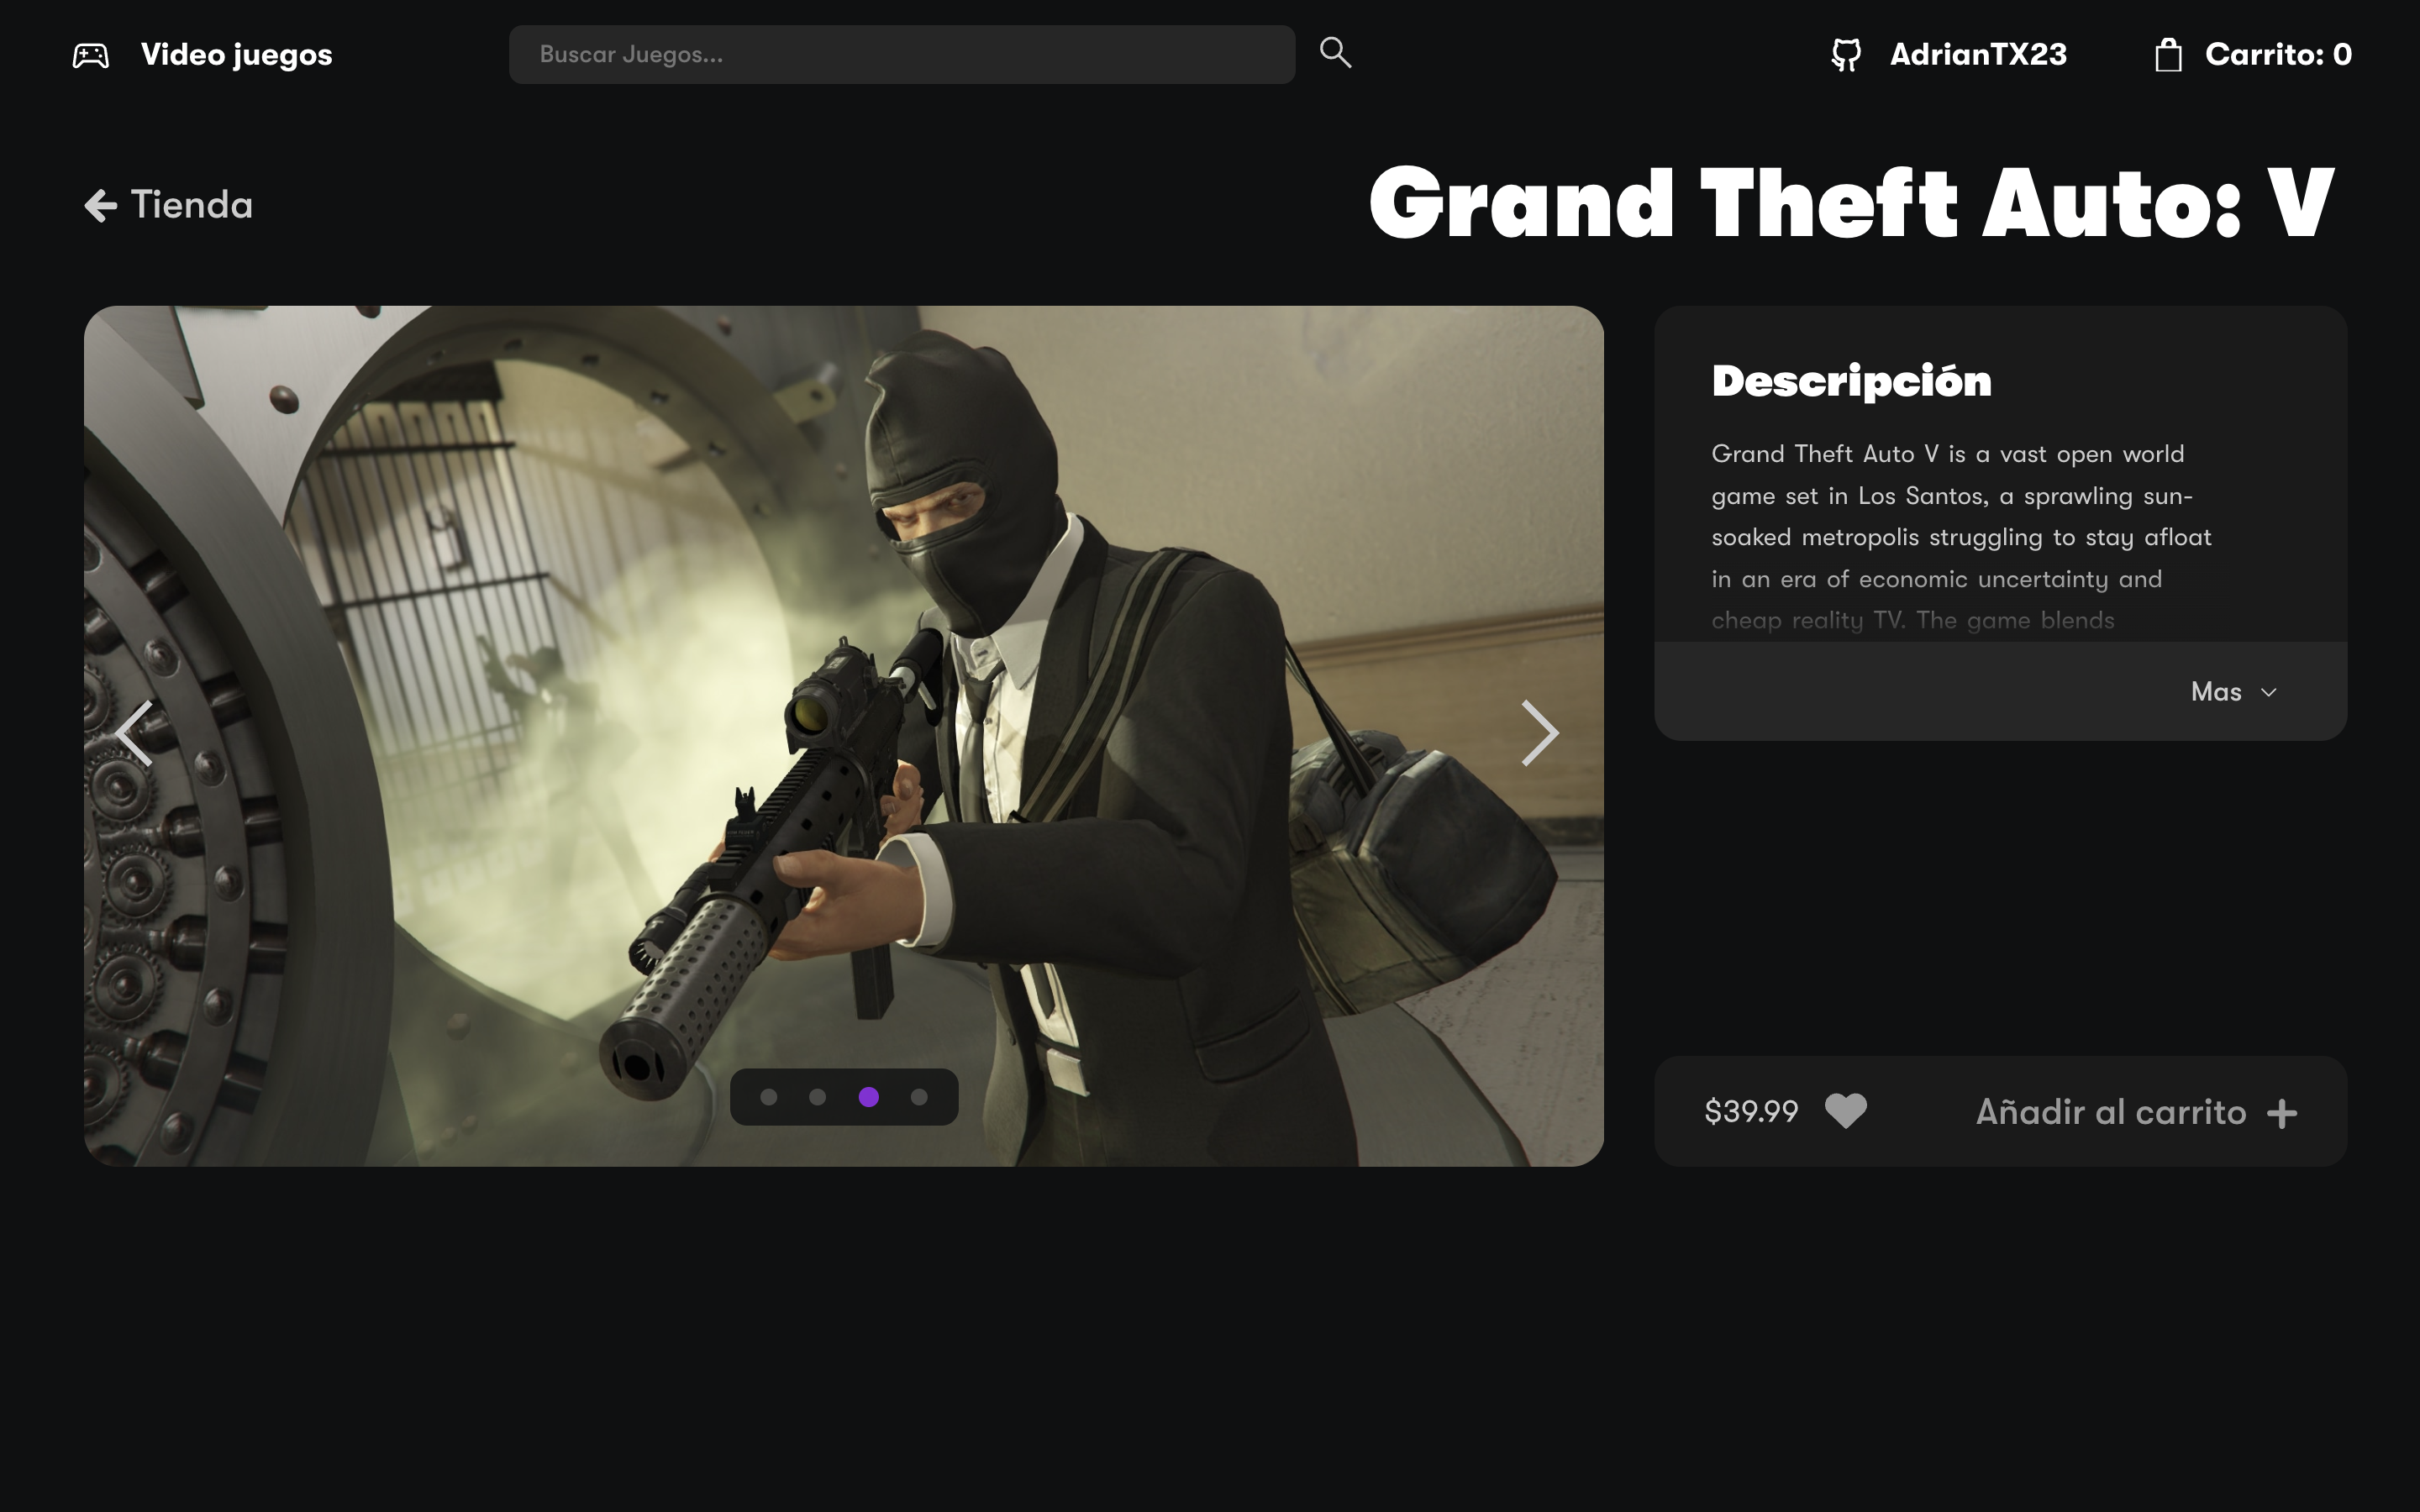 Video juegos
Buscar Juegos...
AdrianTX23
Carrito: 0
Tienda
Grand Theft Auto: V
Descripción
Grand Theft Auto V is a vast open world
game set in Los Santos, a sprawling sun-
soaked metropolis struggling to stay afloat
in an era of economic uncertainty and
cheap reality TV. The game blends
Mas
$39.99
Añadir al carrito